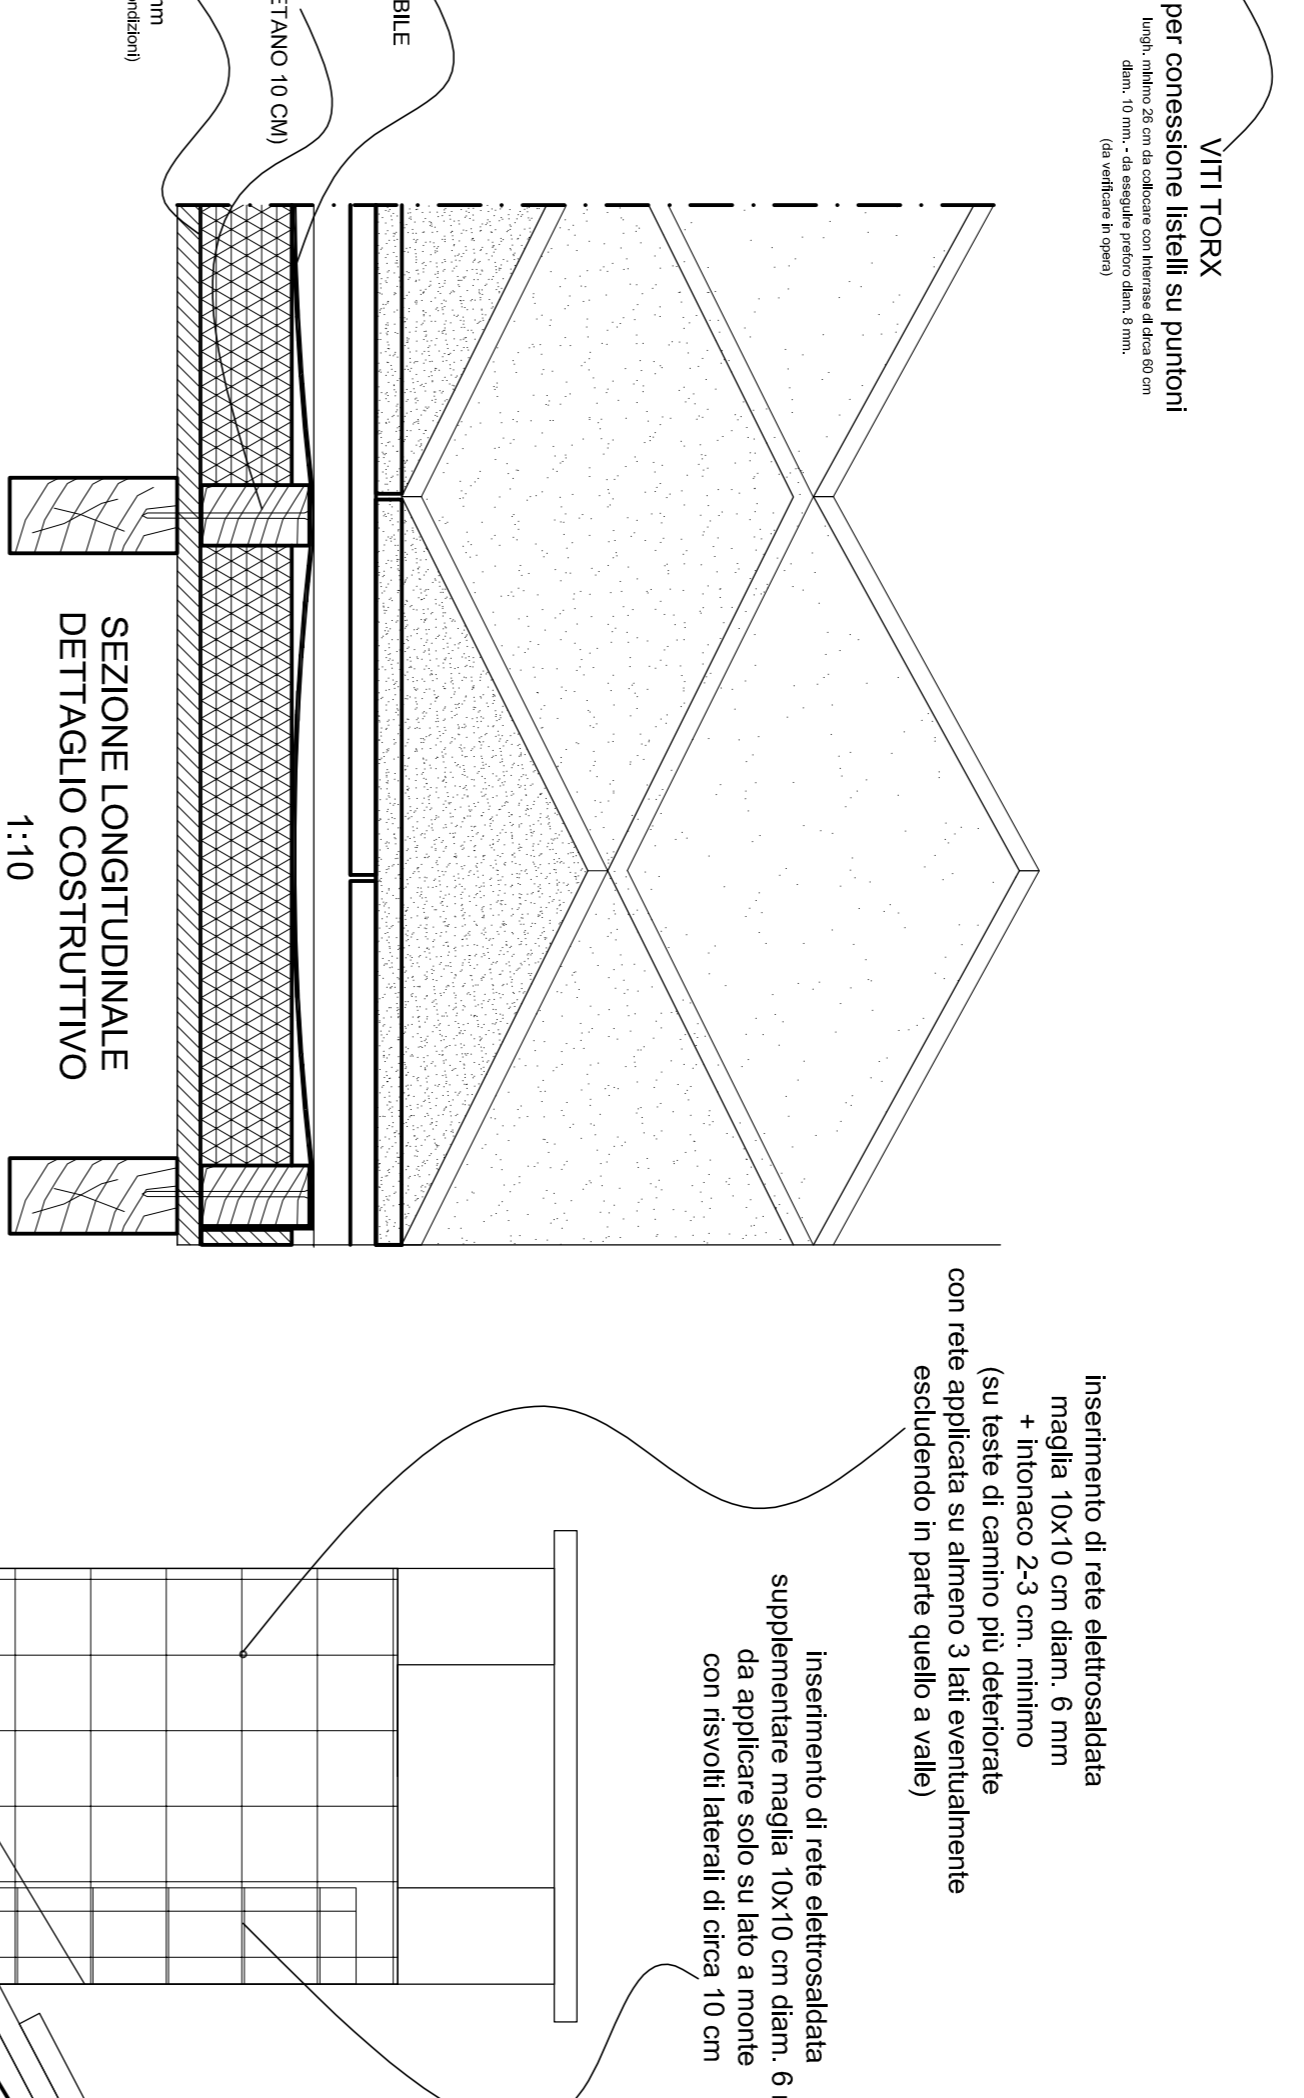 VITI TORX
per conessione listelli su puntoni
lungh. minimo 26 cm da collocare con interrase di circa 60 cm
diam. 10 mm. - da eseguire preforo diam. 8 mm.
(da verificare in opera)
BILE
ETANO 10 CM)
mm
ondizioni)
SEZIONE LONGITUDINALE
DETTAGLIO COSTRUTTIVO
1:10
inserimento di rete elettrosaldata
maglia 10x10 cm diam. 6 mm
+ intonaco 2-3 cm. minimo
(su teste di camino più deteriorate
con rete applicata su almeno 3 lati eventualmente
escludendo in parte quello a valle)
inserimento di rete elettrosaldata
supplementare maglia 10x10 cm diam. 6
da applicare solo su lato a monte
con risvolti laterali di circa 10 cm